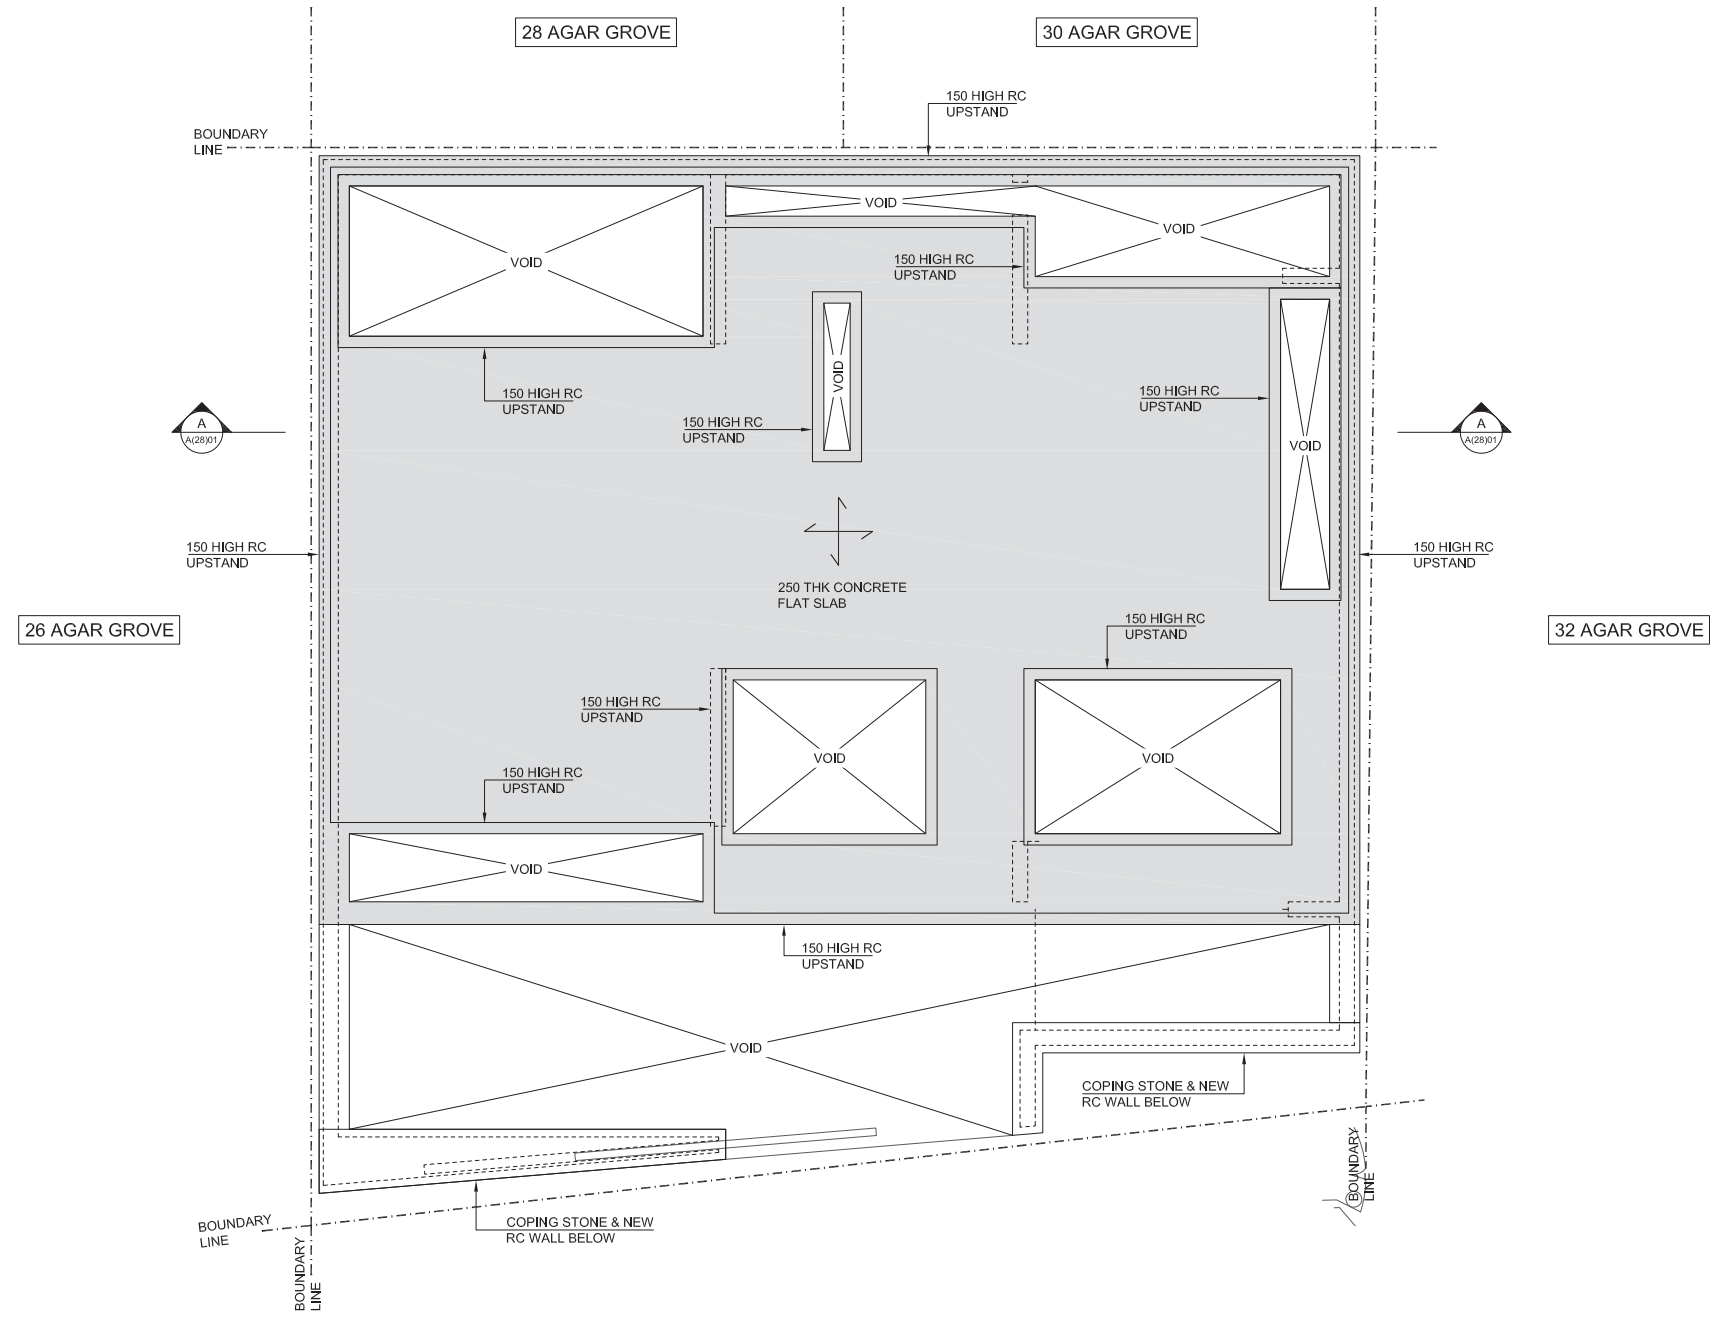 28 AGAR GROVE
30 AGAR GROVE
150 HIGH RC
UPSTAND
BOUNDARY
LINE
VOID
VOID
VOID
150 HIGH RC
UPSTAND
VOID
150 HIGH RC
UPSTAND
150 HIGH RC
UPSTAND
150 HIGH RC
UPSTAND
A
A(28)01
A
A(28)01
VOID
150 HIGH RC
UPSTAND
150 HIGH RC
UPSTAND
250 THK CONCRETE
FLAT SLAB
26 AGAR GROVE
32 AGAR GROVE
150 HIGH RC
UPSTAND
150 HIGH RC
UPSTAND
VOID
VOID
150 HIGH RC
UPSTAND
VOID
150 HIGH RC
UPSTAND
VOID
COPING STONE & NEW
RC WALL BELOW
BOUNDARY
LINE
BOUNDARY
LINE
COPING STONE & NEW
RC WALL BELOW
BOUNDARY
LINE